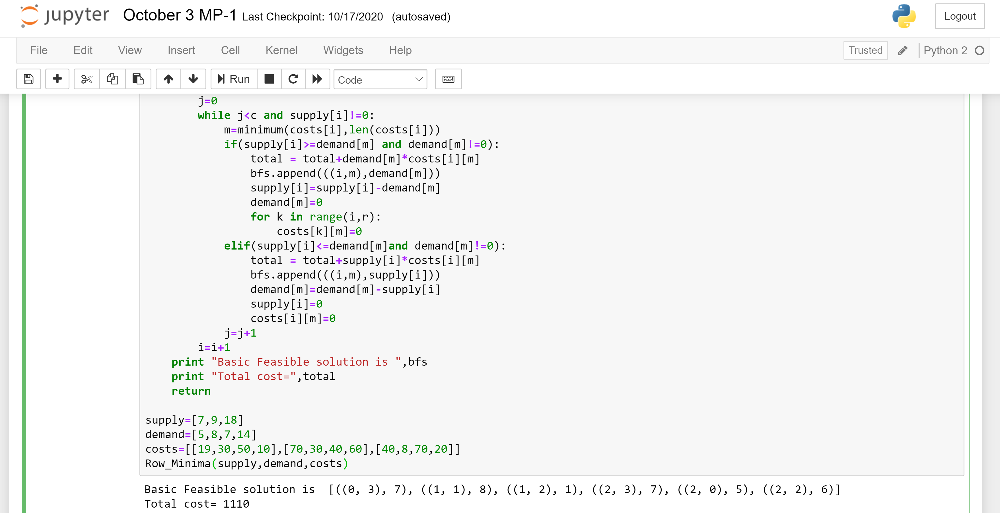 jupyter October 3 MP-1 Last Checkpoint: 10/17/2020 (autosaved) Logout
File Edit View Insert Cell Kernel Widgets Help Trusted Python 2
Run Code
j=0
while j<c and supply[i]!=0:
m=minimum(costs[i],len(costs[i]))
if(supply[i]>=demand[m] and demand[m]!=0):
total = total+demand[m]*costs[i][m]
bfs.append(((i,m),demand[m]))
supply[i]=supply[i]-demand[m]
demand[m]=0
for k in range(i,r):
costs[k][m]=0
elif(supply[i]<=demand[m]and demand[m]!=0):
total = total+supply[i]*costs[i][m]
bfs.append(((i,m),supply[i]))
demand[m]=demand[m]-supply[i]
supply[i]=0
costs[i][m]=0
j=j+1
i=i+1
print "Basic Feasible solution is ",bfs
print "Total cost=",total
return
supply=[7,9,18]
demand=[5,8,7,14]
costs=[[19,30,50,10],[70,30,40,60],[40,8,70,20]]
Row_Minima(supply,demand,costs)
Basic Feasible solution is  [((0, 3), 7), ((1, 1), 8), ((1, 2), 1), ((2, 3), 7), ((2, 0), 5), ((2, 2), 6)]
Total cost= 1110